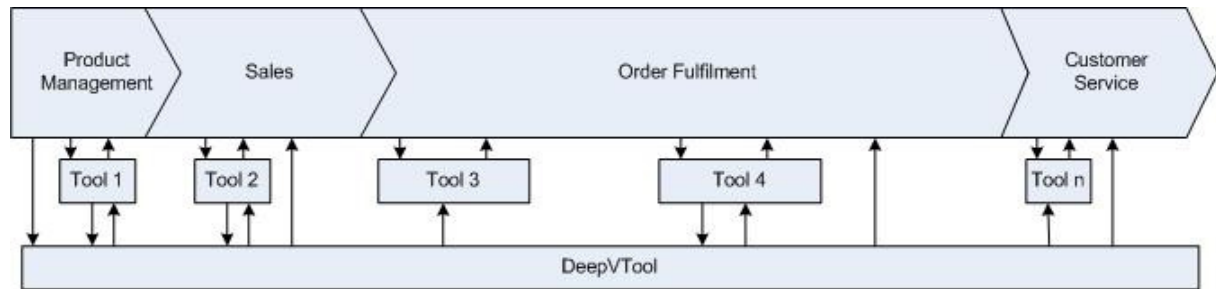 Product
Management
Sales
Order Fulfilment
Customer
Service
Tool 1
Tool 2
Tool 3
Tool 4
Tool n
DeepVTool